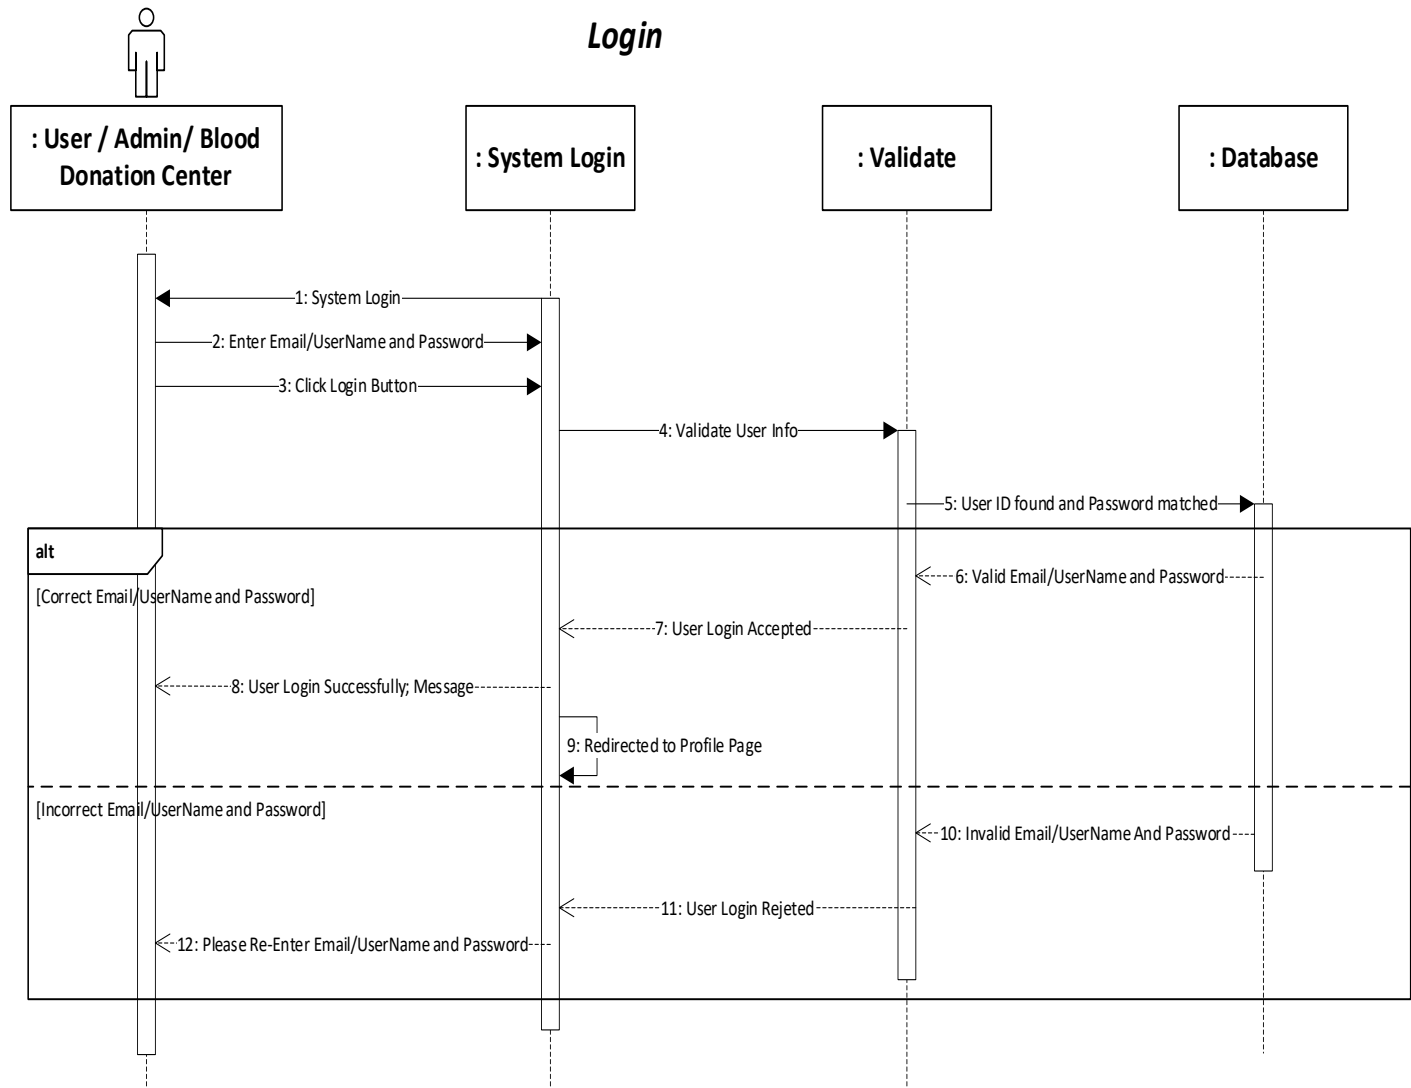 Login
: User / Admin/ Blood
Donation Center
: System Login
: Validate
: Database
1: System Login
2: Enter Email/UserName and Password
3: Click Login Button
4: Validate User Info
5: User ID found and Password matched
alt
6: Valid Email/UserName and Password
[Correct Email/UserName and Password]
7: User Login Accepted
8: User Login Successfully; Message
9: Redirected to Profile Page
[Incorrect Email/UserName and Password]
10: Invalid Email/UserName And Password
11: User Login Rejeted
12: Please Re-Enter Email/UserName and Password